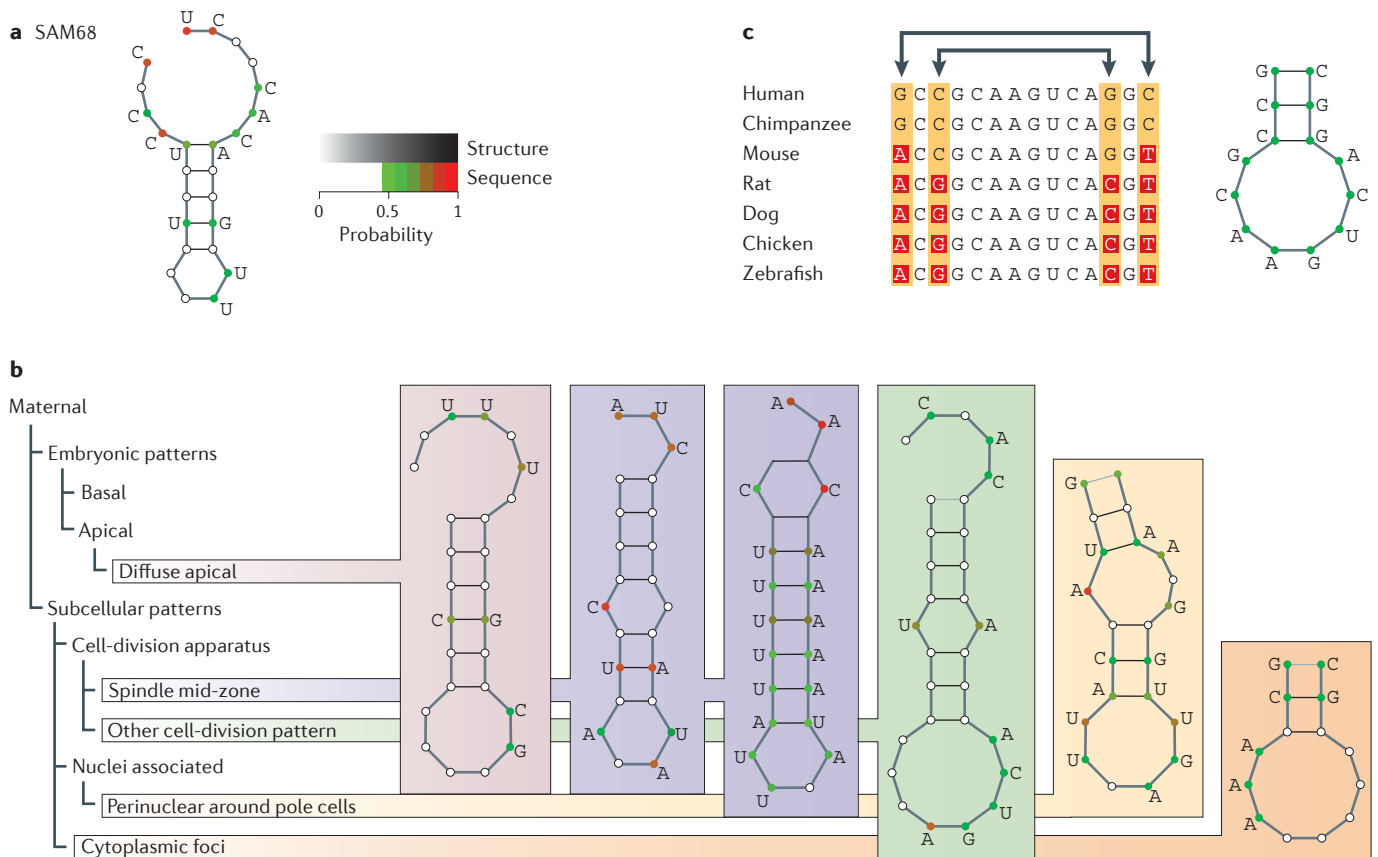 a SAM68
U C
C
C A
C C
C U A
U G
U
U
Structure
Sequence
0 0.5 1
Probability
c
Human G C C G C A A G U C A G G C
Chimpanzee G C C G C A A G U C A G G C
Mouse A C C G C A A G U C A G G T
Rat A C G G C A A G U C A C G T
Dog A C G G C A A G U C A C G T
Chicken A C G G C A A G U C A C G T
Zebrafish A C G G C A A G U C A C G T
G C
C G
C G
G A
C C
A U
A G
b
Maternal
Embryonic patterns
Basal
Apical
Diffuse apical
Subcellular patterns
Cell-division apparatus
Spindle mid-zone
Other cell-division pattern
Nuclei associated
Perinuclear around pole cells
Cytoplasmic foci
U U
U
C G
C
G
A U
C
C
U A
A U
A
A
A
C C
U A
U A
U A
U A
U A
A U
U A
U
C
A
C
U A
A
C
U
A G
G
A
U A
A G
C G
A U
U U
U G
A
G C
C G
A
A
A